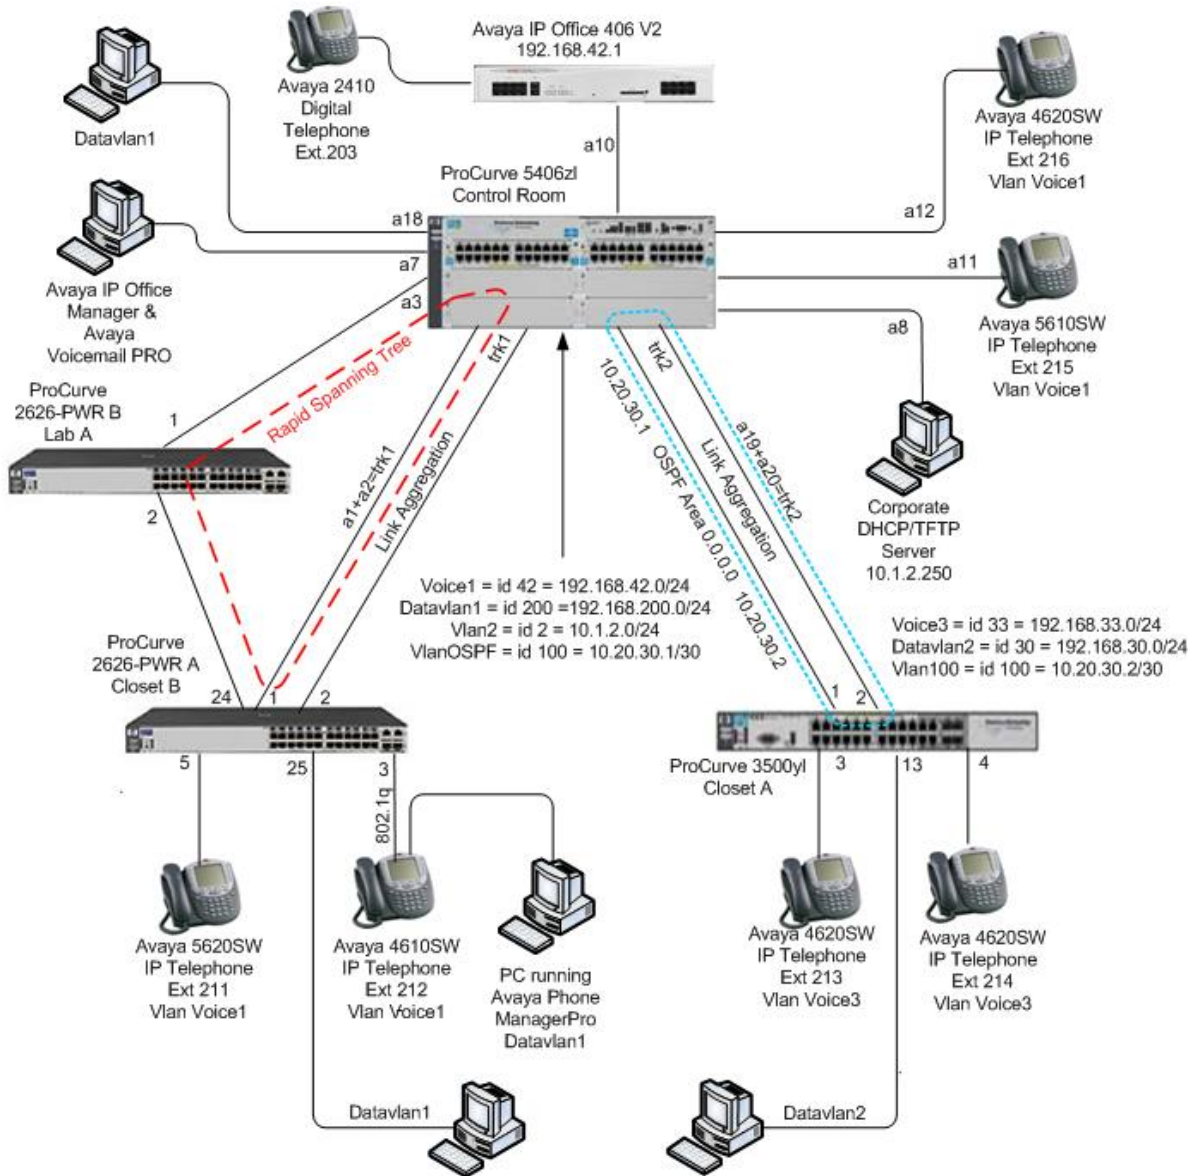 Avaya IP Office 406 V2
192.168.42.1
Avaya 2410
Digital
Telephone
Ext.203
Datavlan1
a10
Avaya 4620SW
IP Telephone
Ext 216
Vlan Voice1
ProCurve 5406zl
Control Room
a18
a12
a7
a11
a3
a8
Avaya IP Office
Manager &
Avaya
Voicemail PRO
Avaya 5610SW
IP Telephone
Ext 215
Vlan Voice1
ProCurve
2626-PWR B
Lab A
1
2
Rapid Spanning Tree
trk1
a1+a2=trk1
Link Aggregation
trk2
10.20.30.1 OSPF Area 0.0.0.0 10.20.30.2
Link Aggregation
a19+a20=trk2
Corporate
DHCP/TFTP
Server
10.1.2.250
Voice1 = id 42 = 192.168.42.0/24
Datavlan1 = id 200 =192.168.200.0/24
Vlan2 = id 2 = 10.1.2.0/24
VlanOSPF = id 100 = 10.20.30.1/30
Voice3 = id 33 = 192.168.33.0/24
Datavlan2 = id 30 = 192.168.30.0/24
Vlan100 = id 100 = 10.20.30.2/30
ProCurve
2626-PWR A
Closet B
24
1
2
1
2
5
25
3
802.1q
ProCurve 3500yl
Closet A
3
13
4
Avaya 5620SW
IP Telephone
Ext 211
Vlan Voice1
Avaya 4610SW
IP Telephone
Ext 212
Vlan Voice1
PC running
Avaya Phone
ManagerPro
Datavlan1
Avaya 4620SW
IP Telephone
Ext 213
Vlan Voice3
Avaya 4620SW
IP Telephone
Ext 214
Vlan Voice3
Datavlan1
Datavlan2